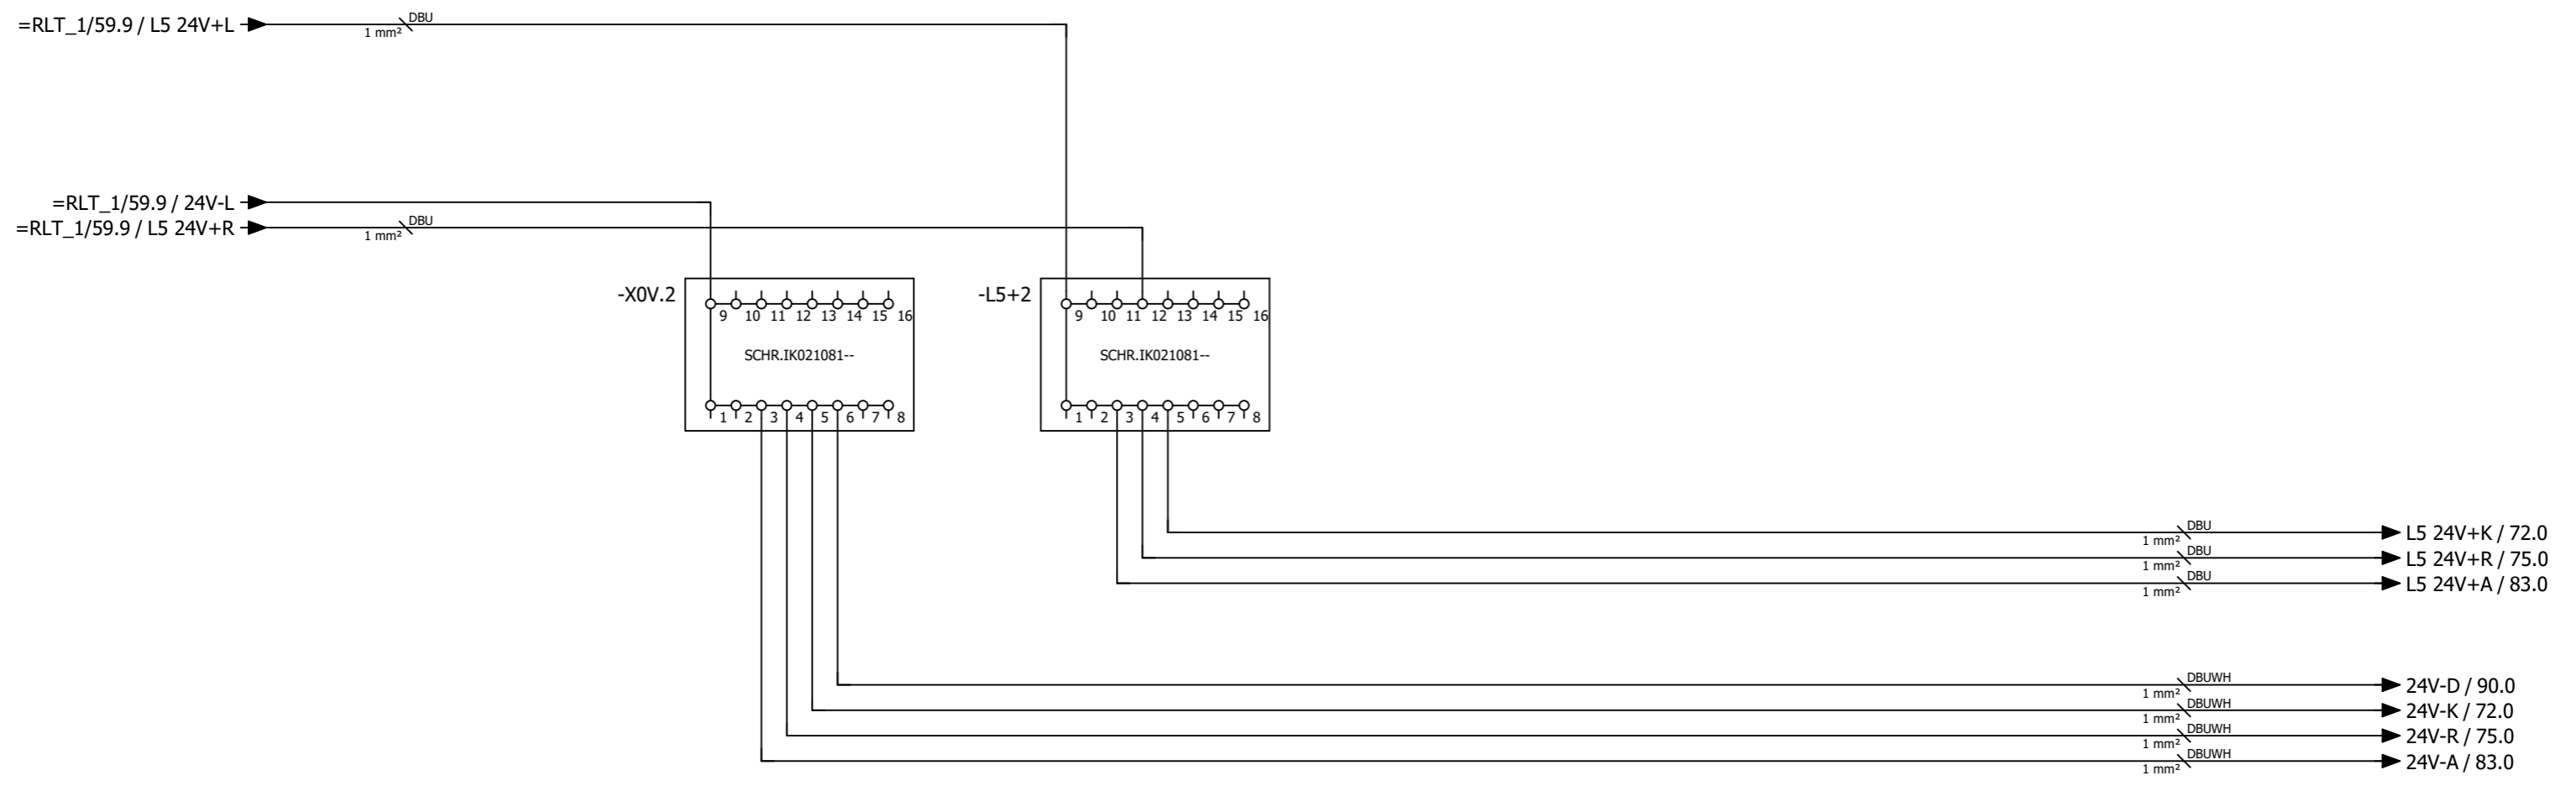 =RLT_1/59.9 / L5 24V+L
DBU
1 mm²
=RLT_1/59.9 / 24V-L
=RLT_1/59.9 / L5 24V+R
DBU
1 mm²
-X0V.2
9 10 11 12 13 14 15 16
SCHR.IK021081--
1 2 3 4 5 6 7 8
-L5+2
9 10 11 12 13 14 15 16
SCHR.IK021081--
1 2 3 4 5 6 7 8
DBU
1 mm²
L5 24V+K / 72.0
DBU
1 mm²
L5 24V+R / 75.0
DBU
1 mm²
L5 24V+A / 83.0
DBUWH
1 mm²
24V-D / 90.0
DBUWH
1 mm²
24V-K / 72.0
DBUWH
1 mm²
24V-R / 75.0
DBUWH
1 mm²
24V-A / 83.0